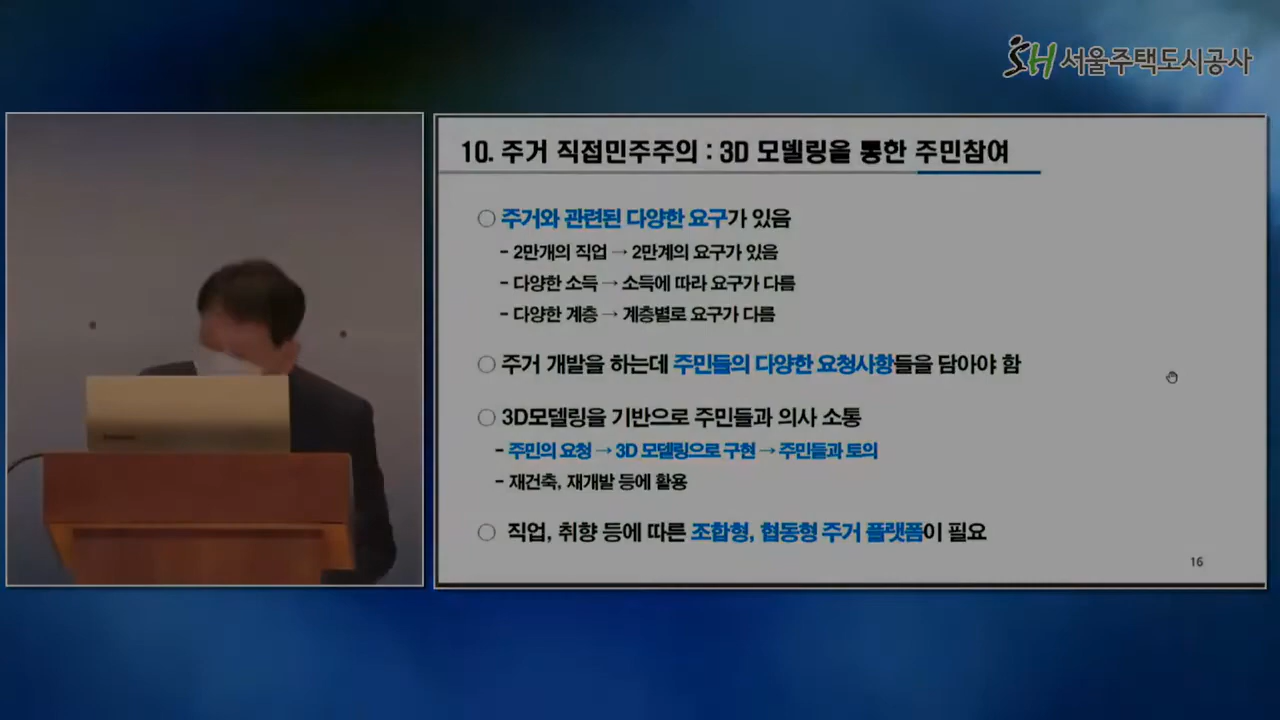 SH 서울주택도시공사
10. 주거 직접민주주의 : 3D 모델링을 통한 주민참여
○ 주거와 관련된 다양한 요구가 있음
- 2만개의 직업 → 2만계의 요구가 있음
- 다양한 소득 → 소득에 따라 요구가 다름
- 다양한 계층 → 계층별로 요구가 다름
○ 주거 개발을 하는데 주민들의 다양한 요청사항들을 담아야 함
○ 3D모델링을 기반으로 주민들과 의사 소통
- 주민의 요청 → 3D 모델링으로 구현 → 주민들과 토의
- 재건축, 재개발 등에 활용
○ 직업, 취향 등에 따른 조합형, 협동형 주거 플랫폼이 필요
16